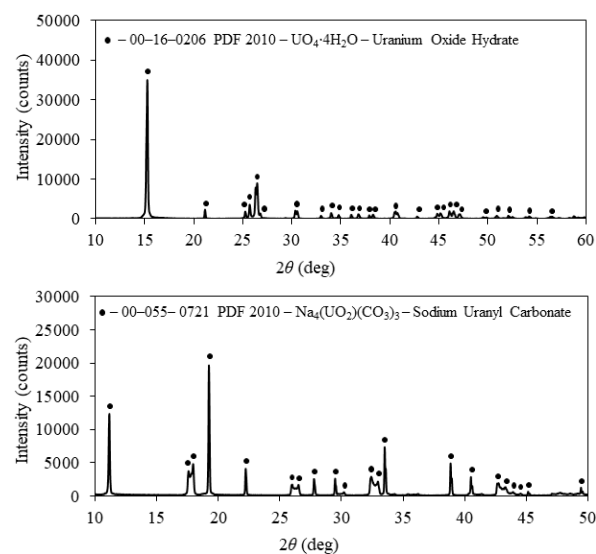 50000
● – 00–16–0206 PDF 2010 – UO₄·4H₂O – Uranium Oxide Hydrate
40000
30000
20000
10000
0
Intensity (counts)
10 15 20 25 30 35 40 45 50 55 60
2θ (deg)
30000
● – 00–055– 0721 PDF 2010 – Na₄(UO₂)(CO₃)₃ – Sodium Uranyl Carbonate
25000
20000
15000
10000
5000
0
Intensity (counts)
10 15 20 25 30 35 40 45 50
2θ (deg)